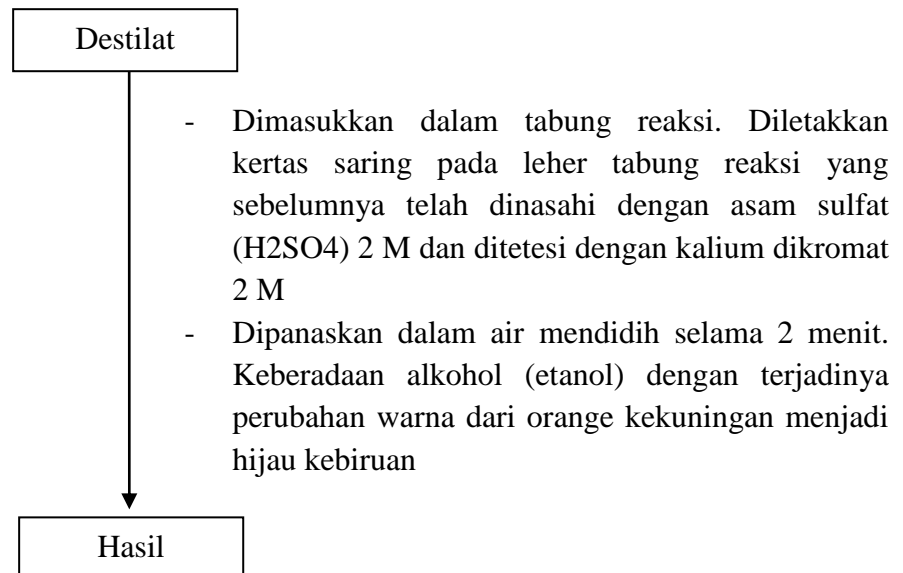 Destilat
- Dimasukkan dalam tabung reaksi. Diletakkan
kertas saring pada leher tabung reaksi yang
sebelumnya telah dinasahi dengan asam sulfat
(H2SO4) 2 M dan ditetesi dengan kalium dikromat
2 M
- Dipanaskan dalam air mendidih selama 2 menit.
Keberadaan alkohol (etanol) dengan terjadinya
perubahan warna dari orange kekuningan menjadi
hijau kebiruan
Hasil